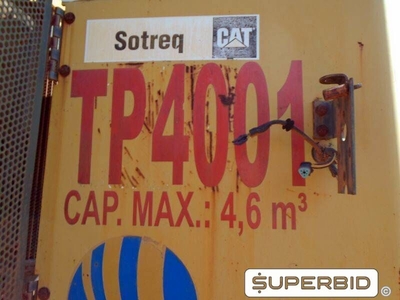 Sotreq CAT
TP4001
CAP. MAX.: 4,6 m³
SUPERBID ©